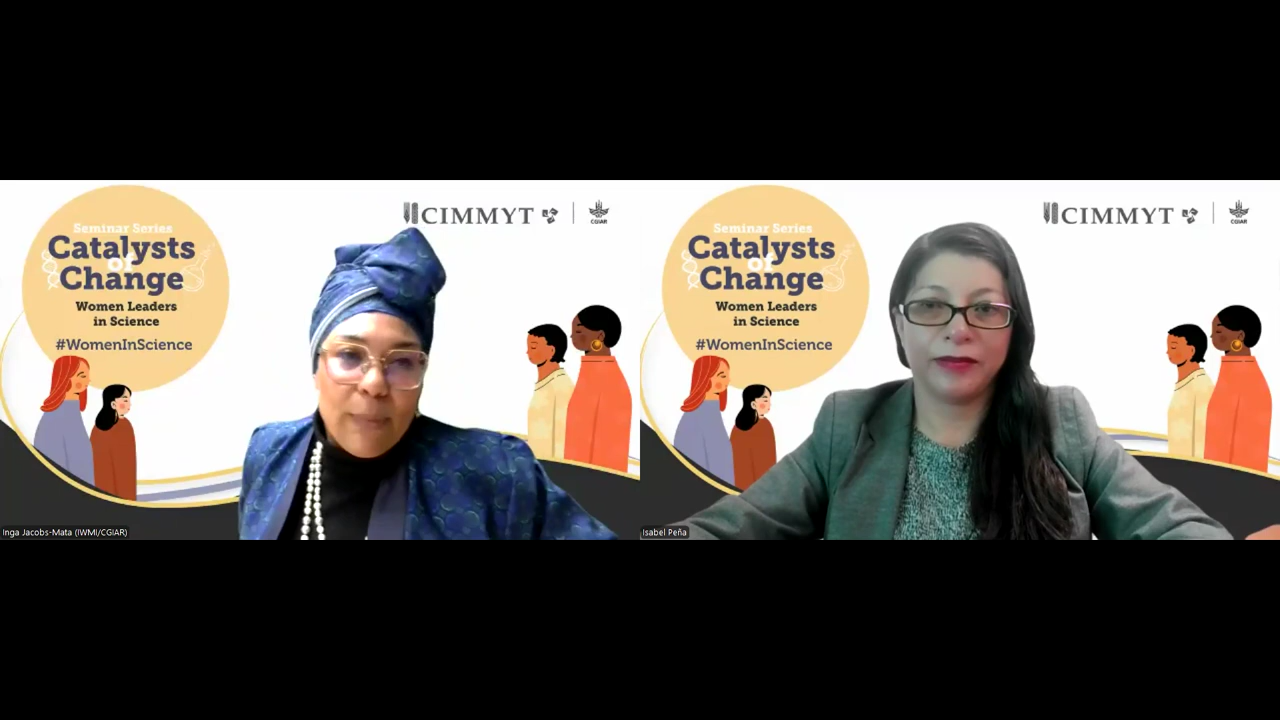 Seminar Series
Catalysts
of
Change
Women Leaders
in Science
#WomenInScience
CIMMYT
CGIAR
Inga Jacobs-Mata (IWMI/CGIAR)
Seminar Series
Catalysts
of
Change
Women Leaders
in Science
#WomenInScience
CIMMYT
CGIAR
Isabel Peña